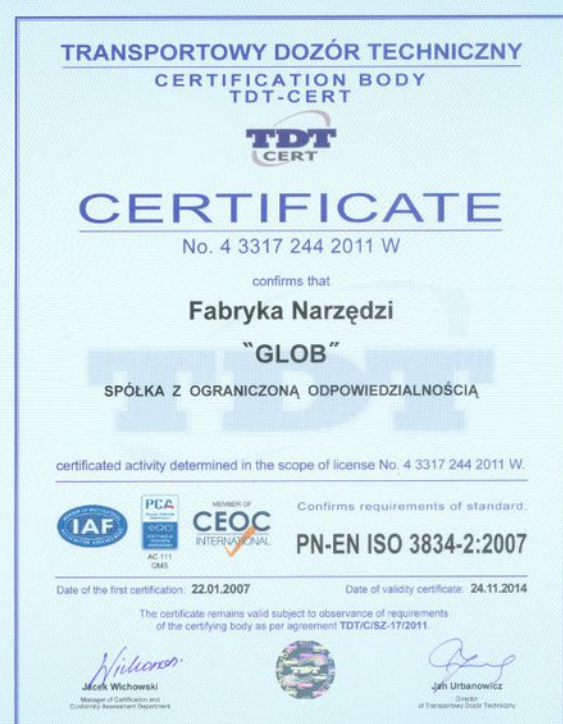 TRANSPORTOWY DOZÓR TECHNICZNY
CERTIFICATION BODY
TDT-CERT
TDT
CERT
CERTIFICATE
No. 4 3317 244 2011 W
confirms that
Fabryka Narzędzi
"GLOB"
SPÓŁKA Z OGRANICZONĄ ODPOWIEDZIALNOŚCIĄ
TDT
certificated activity determined in the scope of license No. 4 3317 244 2011 W.
IAF
PCA
AC 111
QMS
MEMBER OF
CEOC
INTERNATIONAL
Confirms requirements of standard:
PN-EN ISO 3834-2:2007
Date of the first certification: 22.01.2007
Date of validity certificate: 24.11.2014
The certificate remains valid subject to observance of requirements
of the certifying body as per agreement TDT/C/SZ-17/2011.
Jacek Wichowski
Manager of Certification and
Conformity Assessment Department
Jan Urbanowicz
Director
of Transportowy Dozór Techniczny